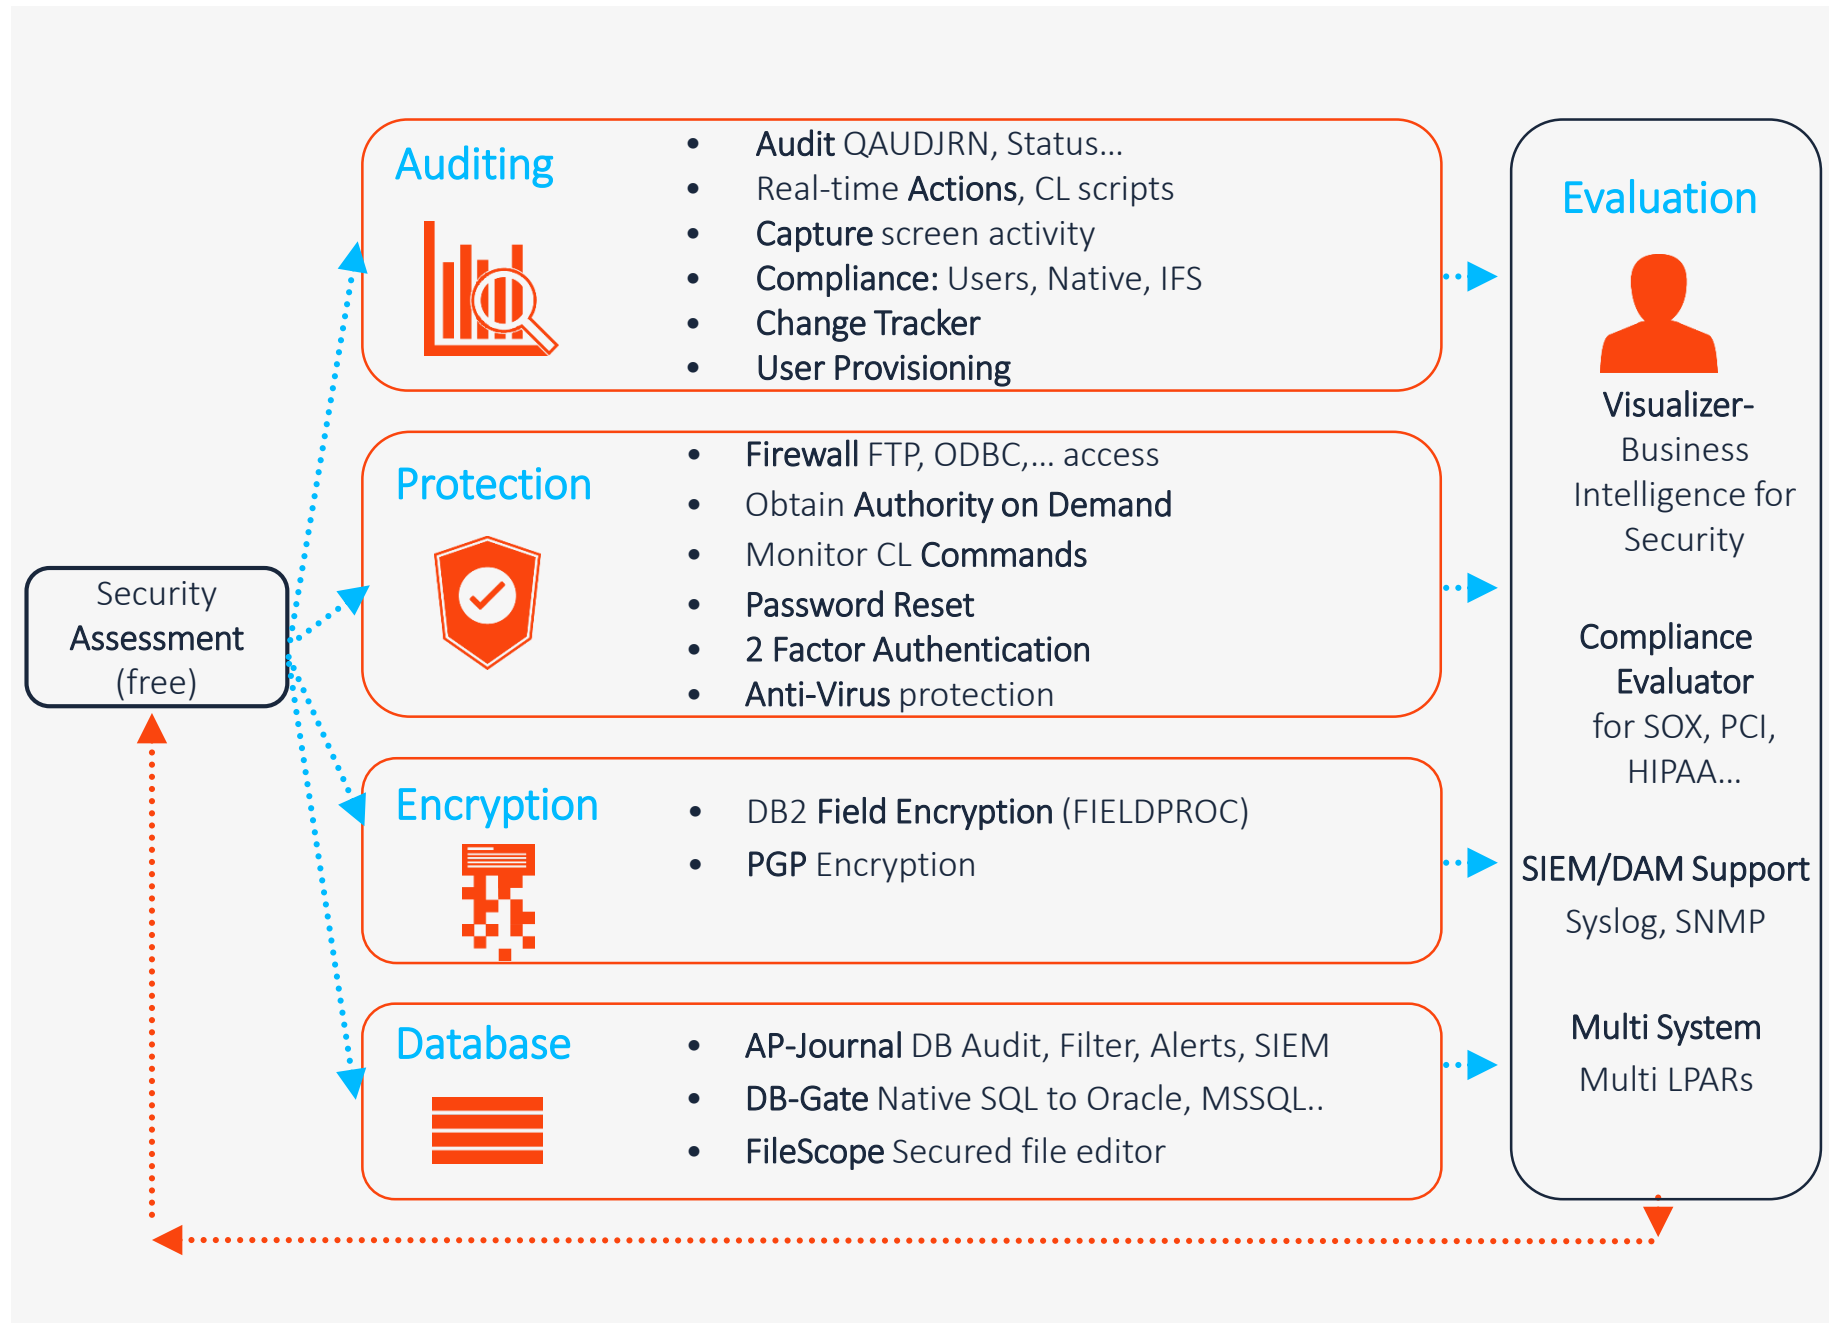 Security
Assessment
(free)
Auditing
• Audit QAUDJRN, Status...
• Real-time Actions, CL scripts
• Capture screen activity
• Compliance: Users, Native, IFS
• Change Tracker
• User Provisioning
Protection
• Firewall FTP, ODBC,... access
• Obtain Authority on Demand
• Monitor CL Commands
• Password Reset
• 2 Factor Authentication
• Anti-Virus protection
Encryption
• DB2 Field Encryption (FIELDPROC)
• PGP Encryption
Database
• AP-Journal DB Audit, Filter, Alerts, SIEM
• DB-Gate Native SQL to Oracle, MSSQL..
• FileScope Secured file editor
Evaluation
Visualizer-
Business
Intelligence for
Security
Compliance
Evaluator
for SOX, PCI,
HIPAA...
SIEM/DAM Support
Syslog, SNMP
Multi System
Multi LPARs